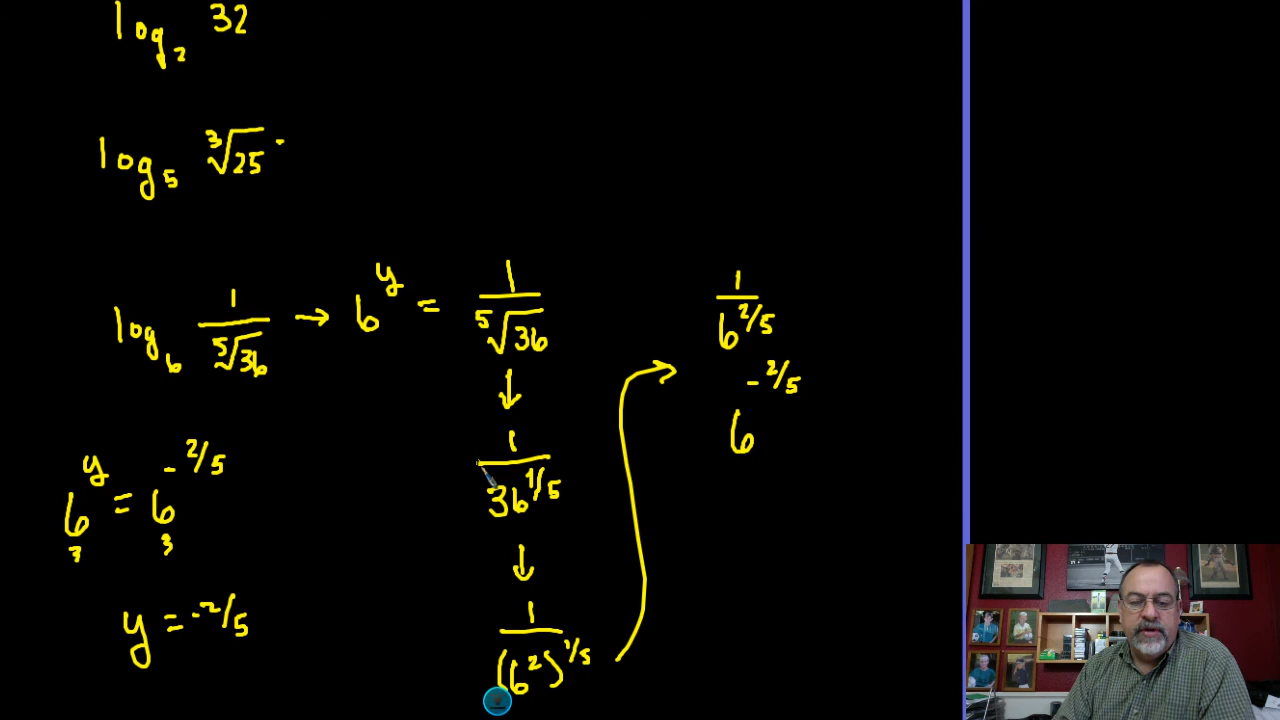 log₂ 32
log₅ ∛25
log₆ 1/⁵√36 → 6^y = 1/⁵√36
↓
1/36^1/5
↓
1/(6²)^1/5
1/6^2/5
6^-2/5
6^y = 6^-2/5
y = -2/5